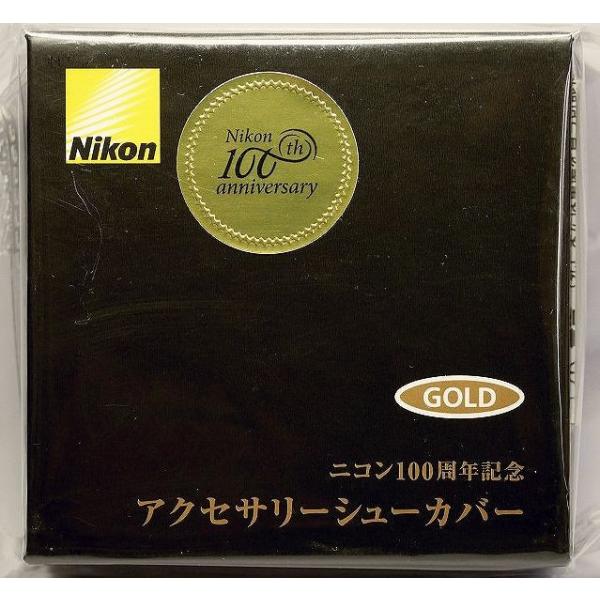 Nikon
Nikon
100th
anniversary
GOLD
ニコン100周年記念
アクセサリーシューカバー